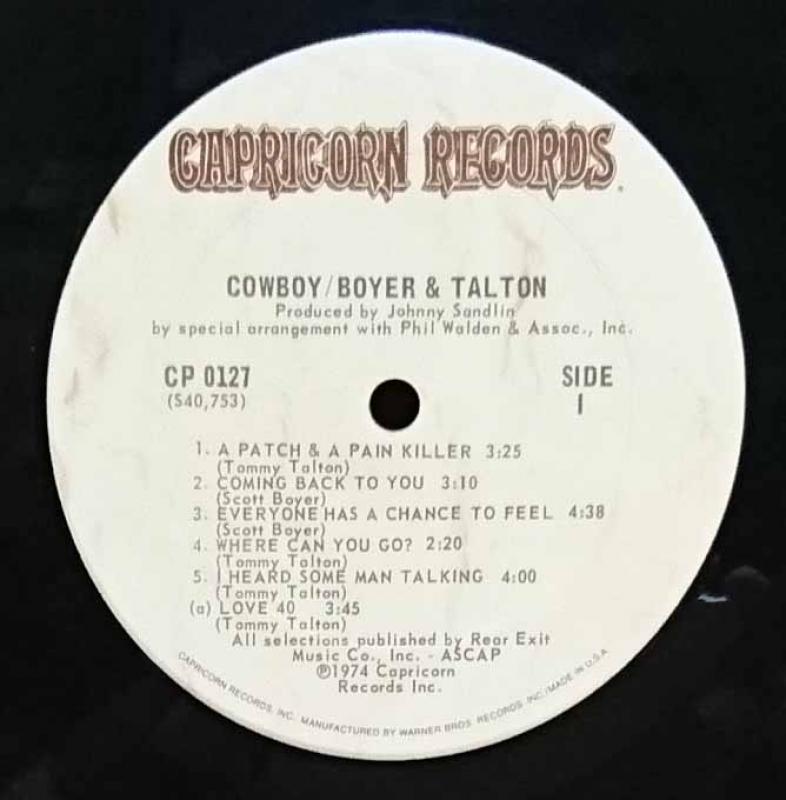 CAPRICORN RECORDS.
COWBOY/BOYER & TALTON
Produced by Johnny Sandlin
by special arrangement with Phil Walden & Assoc., Inc.
CP 0127
(S40,753)
SIDE
1
1. A PATCH & A PAIN KILLER 3:25
(Tommy Talton)
2. COMING BACK TO YOU 3:10
(Scott Boyer)
3. EVERYONE HAS A CHANCE TO FEEL 4:38
(Scott Boyer)
4. WHERE CAN YOU GO? 2:20
(Tommy Talton)
5. I HEARD SOME MAN TALKING 4:00
(Tommy Talton)
(a) LOVE 40 3:45
(Tommy Talton)
All selections published by Rear Exit
Music Co., Inc. - ASCAP
℗1974 Capricorn
Records Inc.
CAPRICORN RECORDS, INC. MANUFACTURED BY WARNER BROS. RECORDS INC./MADE IN U.S.A.